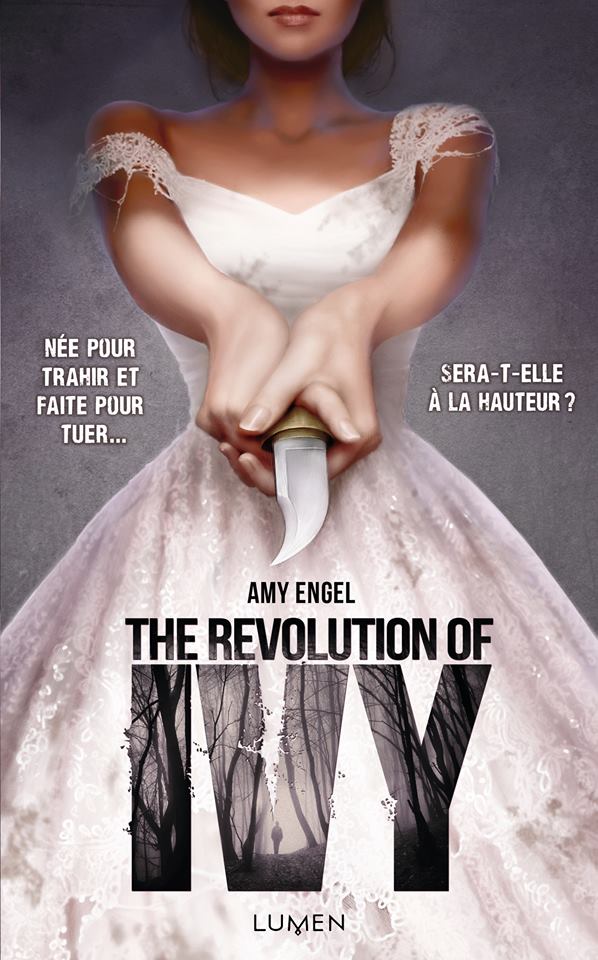 NÉE POUR
TRAHIR ET
FAITE POUR
TUER...
SERA-T-ELLE
À LA HAUTEUR ?
AMY ENGEL
THE REVOLUTION OF
IVY
LUMEN